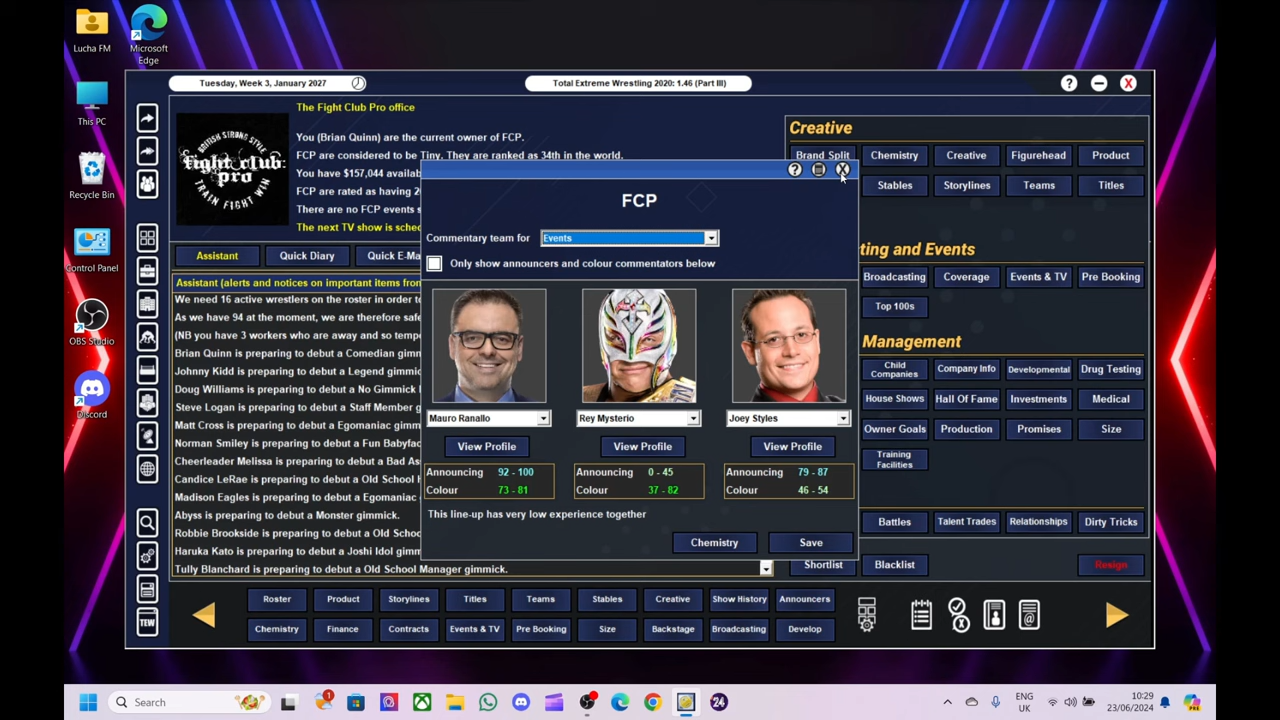 Lucha FM
Microsoft
Edge
This PC
Recycle Bin
Control Panel
OBS Studio
Discord
Tuesday, Week 3, January 2027
Total Extreme Wrestling 2020: 1.46 (Part III)
?
X
BRITISH STRONG STYLE
fight club:
pro
TRAIN FIGHT WIN
The Fight Club Pro office
You (Brian Quinn) are the current owner of FCP.
FCP are considered to be Tiny. They are ranked as 34th in the world.
You have $157,044 availab
FCP are rated as having 2
There are no FCP events s
The next TV show is sche
Assistant
Quick Diary
Quick E-Ma
Assistant (alerts and notices on important items from
We need 16 active wrestlers on the roster in order t
As we have 94 at the moment, we are therefore safe
(NB you have 3 workers who are away and so temp
Brian Quinn is preparing to debut a Comedian gimn
Johnny Kidd is preparing to debut a Legend gimmic
Doug Williams is preparing to debut a No Gimmick
Steve Logan is preparing to debut a Staff Member g
Matt Cross is preparing to debut a Egomaniac gimm
Norman Smiley is preparing to debut a Fun Babyfac
Cheerleader Melissa is preparing to debut a Bad As
Candice LeRae is preparing to debut a Old School H
Madison Eagles is preparing to debut a Egomaniac
Abyss is preparing to debut a Monster gimmick.
Robbie Brookside is preparing to debut a Old Schoo
Haruka Kato is preparing to debut a Joshi Idol gimm
Tully Blanchard is preparing to debut a Old School Manager gimmick.
?
X
FCP
Commentary team for
Events
Only show announcers and colour commentators below
Mauro Ranallo
Rey Mysterio
Joey Styles
View Profile
View Profile
View Profile
Announcing 92 - 100
Colour 73 - 81
Announcing 0 - 45
Colour 37 - 82
Announcing 79 - 87
Colour 46 - 54
This line-up has very low experience together
Chemistry
Save
Creative
Brand Split
Chemistry
Creative
Figurehead
Product
Stables
Storylines
Teams
Titles
ting and Events
Broadcasting
Coverage
Events & TV
Pre Booking
Top 100s
Management
Child
Companies
Company Info
Developmental
Drug Testing
House Shows
Hall Of Fame
Investments
Medical
Owner Goals
Production
Promises
Size
Training
Facilities
Battles
Talent Trades
Relationships
Dirty Tricks
Shortlist
Blacklist
Resign
Roster
Product
Storylines
Titles
Teams
Stables
Creative
Show History
Announcers
Chemistry
Finance
Contracts
Events & TV
Pre Booking
Size
Backstage
Broadcasting
Develop
TEW
@
Search
1
24
ENG
UK
10:29
23/06/2024
PRE